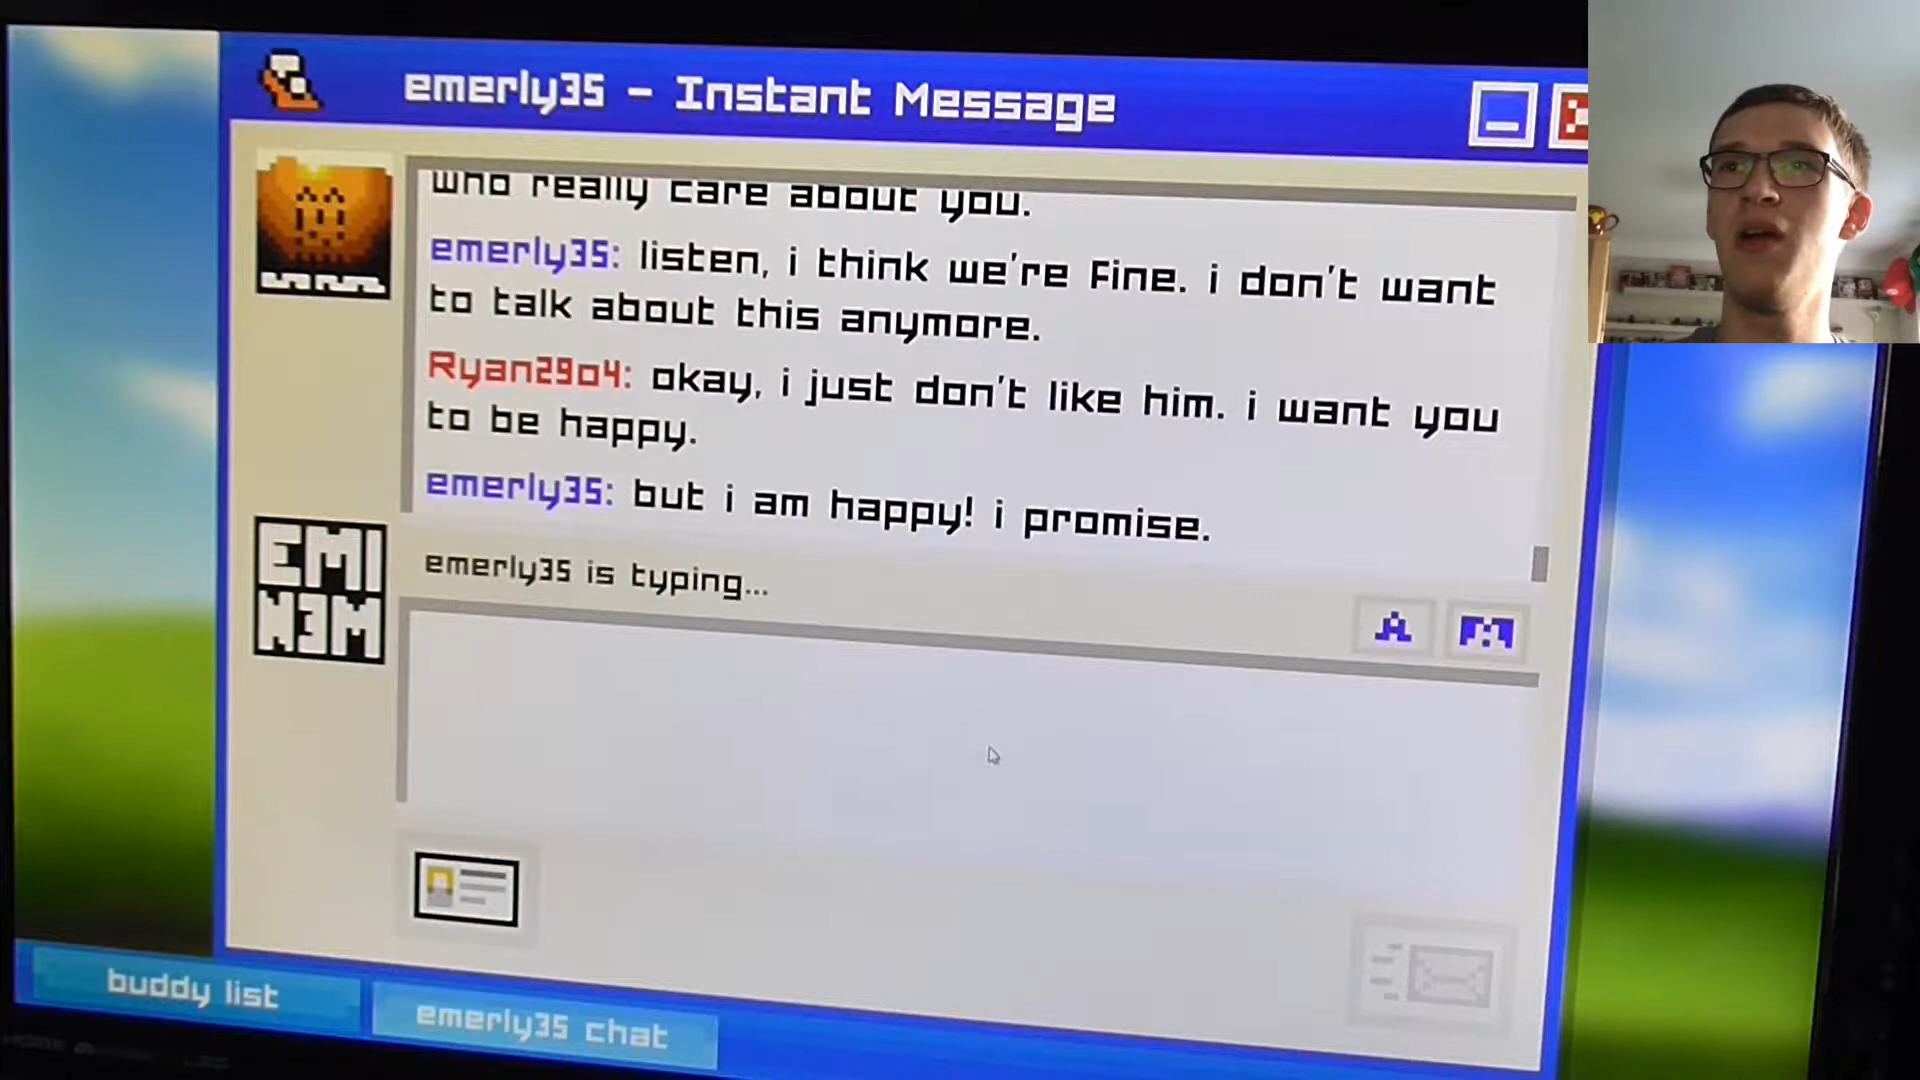 emerly35 - Instant Message
who really care about you.
emerly35: listen, i think we're fine. i don't want
to talk about this anymore.
Ryan2904: okay, i just don't like him. i want you
to be happy.
emerly35: but i am happy! i promise.
EMI
N3M
emerly35 is typing...
A
buddy list
emerly35 chat